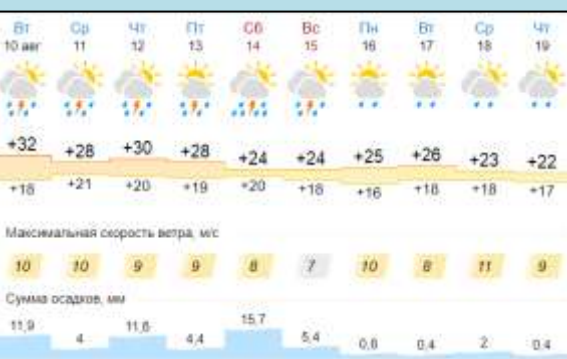 Вт Ср Чт Пт Сб Вс Пн Вт Ср Чт
10 авг 11 12 13 14 15 16 17 18 19
+32 +28 +30 +28 +24 +24 +25 +26 +23 +22
+18 +21 +20 +19 +20 +18 +16 +18 +18 +17
Максимальная скорость ветра, м/с
10 10 9 9 8 7 10 8 11 9
Сумма осадков, мм
11,9 4 11,6 4,4 15,7 5,4 0,6 0,4 2 0,4